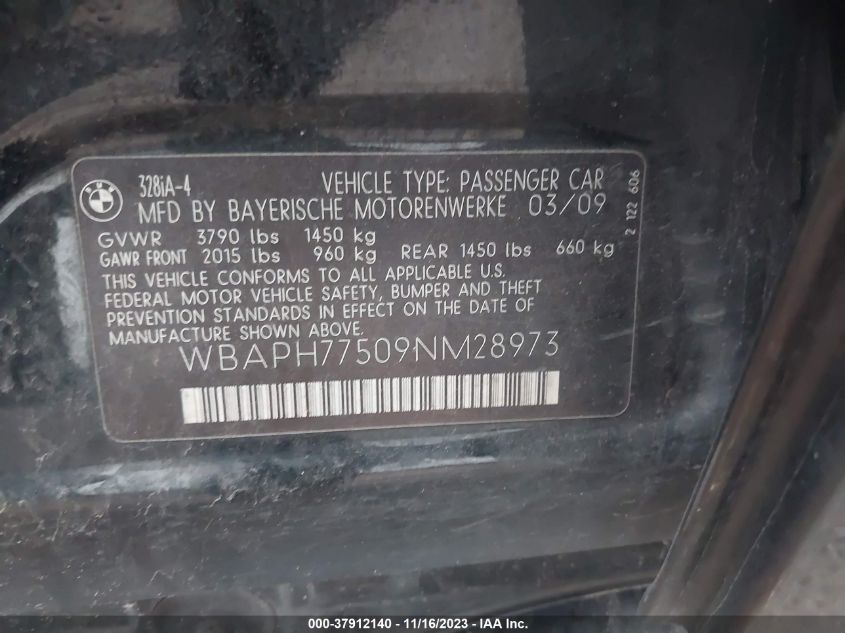 BMW
328iA-4 VEHICLE TYPE: PASSENGER CAR
MFD BY BAYERISCHE MOTORENWERKE 03/09
GVWR 3790 lbs 1450 kg
GAWR FRONT 2015 lbs 960 kg REAR 1450 lbs 660 kg
THIS VEHICLE CONFORMS TO ALL APPLICABLE U.S.
FEDERAL MOTOR VEHICLE SAFETY, BUMPER AND THEFT
PREVENTION STANDARDS IN EFFECT ON THE DATE OF
MANUFACTURE SHOWN ABOVE.
WBAPH77509NM28973
2 122 606
000-37912140 - 11/16/2023 - IAA Inc.